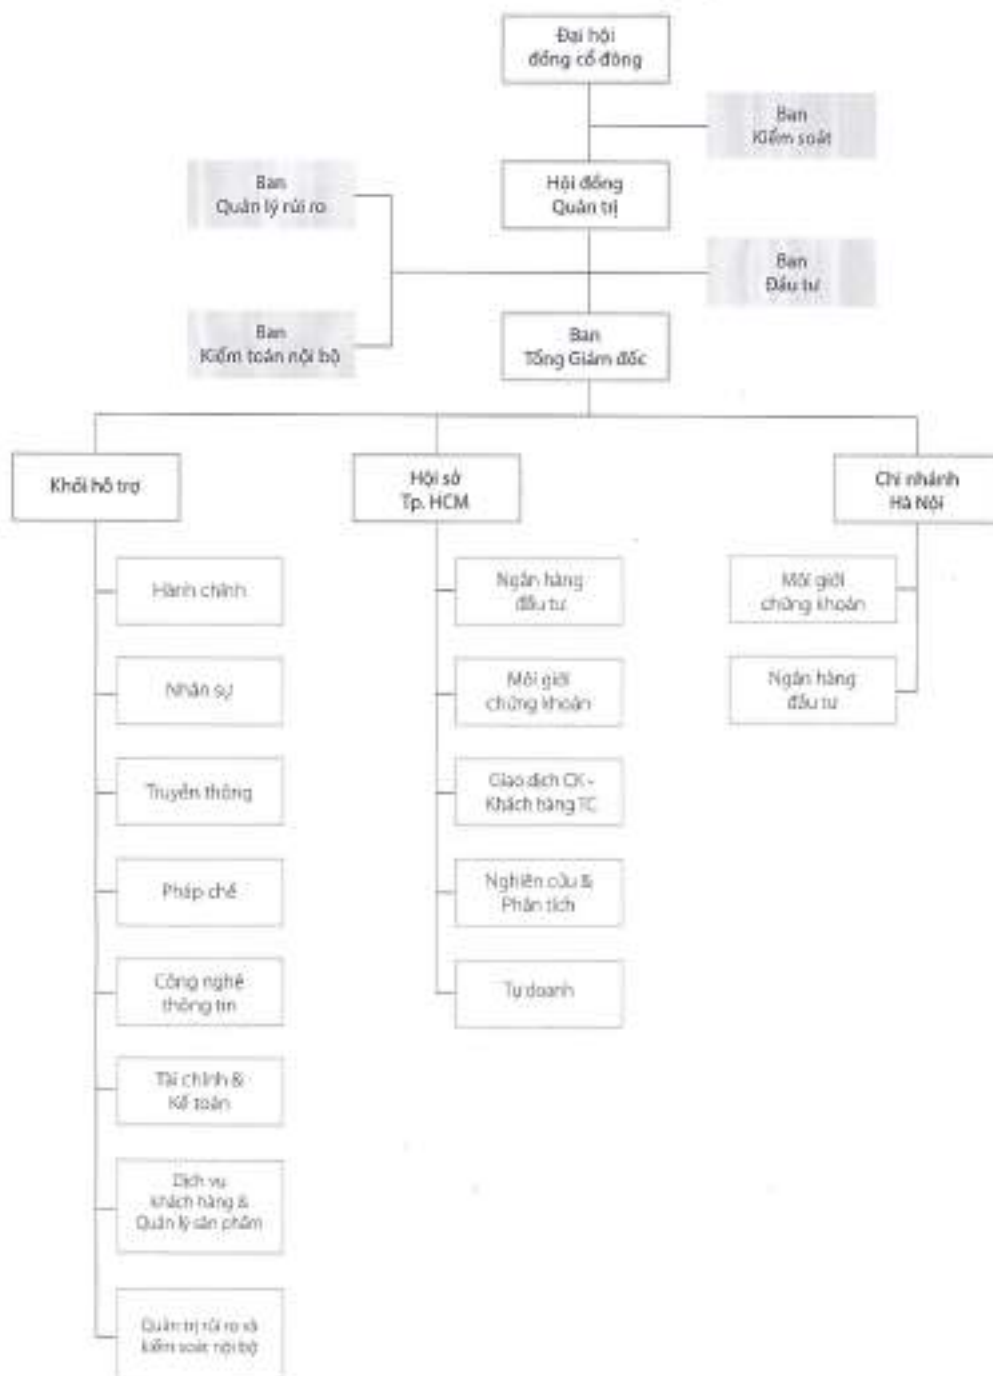 Đại hội
đồng cổ đông
Ban
Kiểm soát
Ban
Quản lý rủi ro
Hội đồng
Quản trị
Ban
Đầu tư
Ban
Kiểm toán nội bộ
Ban
Tổng Giám đốc
Khối hỗ trợ
Hội sở
Tp. HCM
Chi nhánh
Hà Nội
Hành chính
Nhân sự
Truyền thông
Pháp chế
Công nghệ
thông tin
Tài chính &
Kế toán
Dịch vụ
khách hàng &
Quản lý sản phẩm
Quản trị rủi ro và
kiểm soát nội bộ
Ngân hàng
đầu tư
Môi giới
chứng khoán
Giao dịch CK -
Khách hàng TC
Nghiên cứu &
Phân tích
Tự doanh
Môi giới
chứng khoán
Ngân hàng
đầu tư